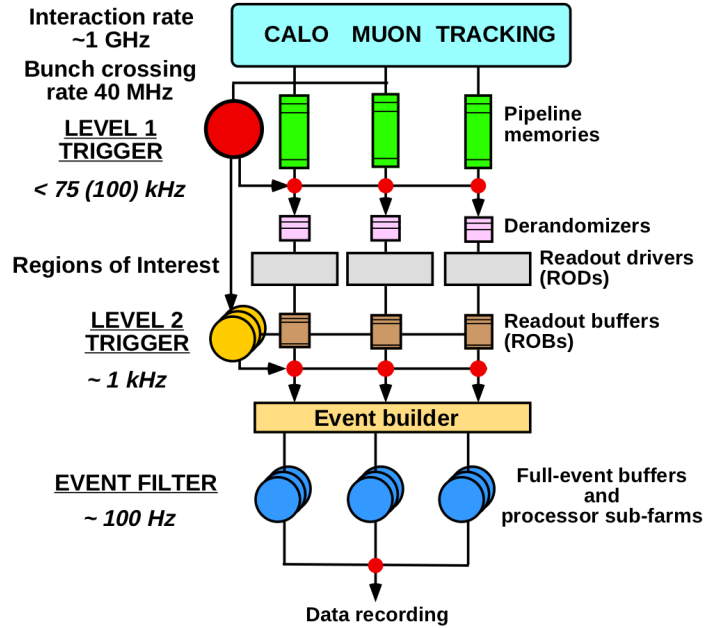 Interaction rate
~1 GHz
CALO MUON TRACKING
Bunch crossing
rate 40 MHz
LEVEL 1
TRIGGER
< 75 (100) kHz
Pipeline
memories
Derandomizers
Regions of Interest
Readout drivers
(RODs)
LEVEL 2
TRIGGER
~ 1 kHz
Readout buffers
(ROBs)
Event builder
EVENT FILTER
~ 100 Hz
Full-event buffers
and
processor sub-farms
Data recording